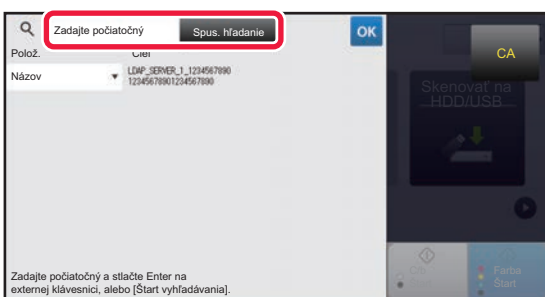 Zadajte počiatočný
Spus. hľadanie
OK
CA
Polož.
Cieľ
Názov
LDAP_SERVER_1_1234567890
12345678901234567890
Skenovať na
HDD/USB
Zadajte počiatočný a stlačte Enter na
externej klávesnici, alebo [Štart vyhľadávania].
Farba
Štart